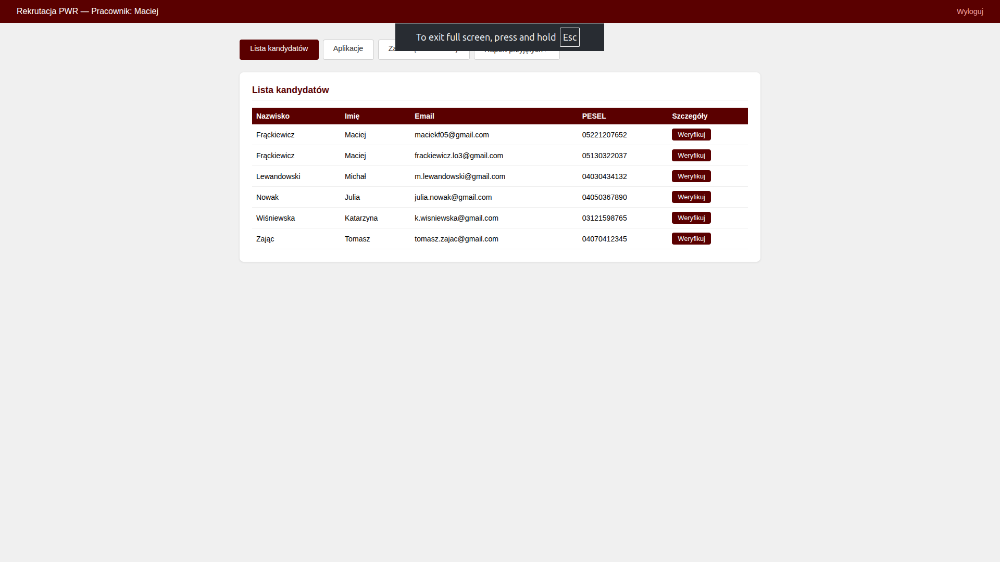 Rekrutacja PWR — Pracownik: Maciej
Wyloguj
To exit full screen, press and hold Esc
Lista kandydatów
Aplikacje
Raport przyjętych
Lista kandydatów
Nazwisko Imię Email PESEL Szczegóły
Frąckiewicz Maciej maciekf05@gmail.com 05221207652 Weryfikuj
Frąckiewicz Maciej frackiewicz.lo3@gmail.com 05130322037 Weryfikuj
Lewandowski Michał m.lewandowski@gmail.com 04030434132 Weryfikuj
Nowak Julia julia.nowak@gmail.com 04050367890 Weryfikuj
Wiśniewska Katarzyna k.wisniewska@gmail.com 03121598765 Weryfikuj
Zając Tomasz tomasz.zajac@gmail.com 04070412345 Weryfikuj